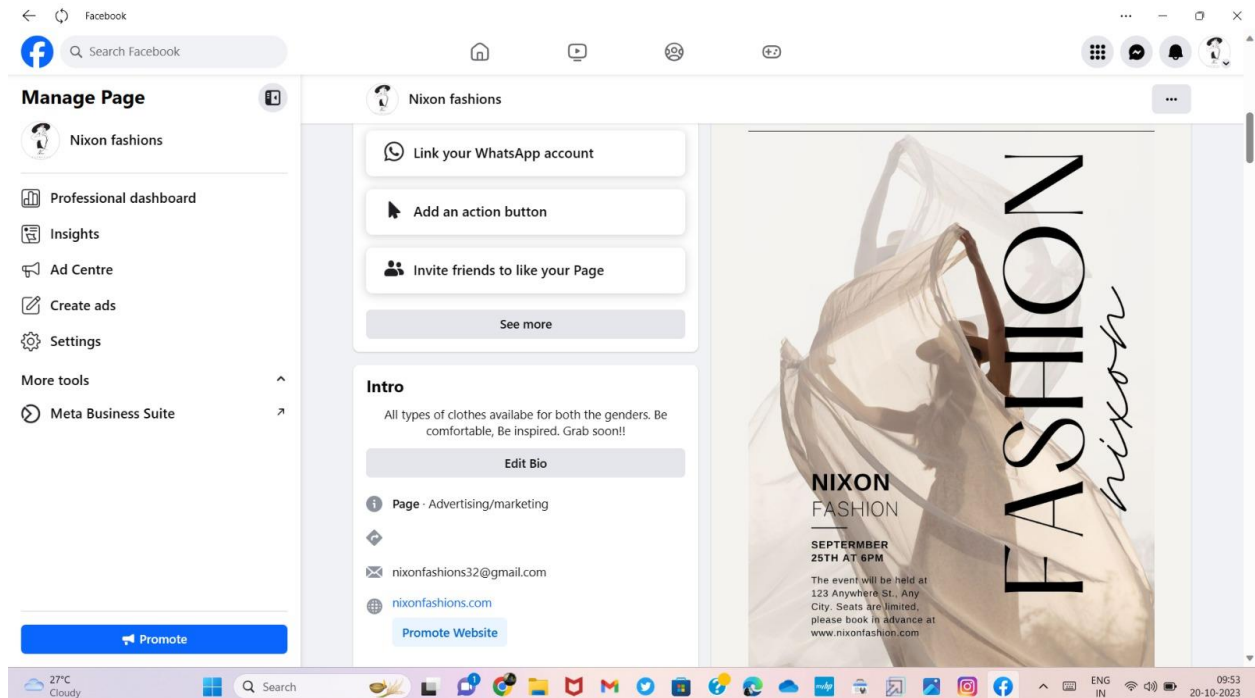 Facebook
Search Facebook
Manage Page
Nixon fashions
Professional dashboard
Insights
Ad Centre
Create ads
Settings
More tools
Meta Business Suite
Promote
Nixon fashions
Link your WhatsApp account
Add an action button
Invite friends to like your Page
See more
Intro
All types of clothes availabe for both the genders. Be
comfortable, Be inspired. Grab soon!!
Edit Bio
Page · Advertising/marketing
nixonfashions32@gmail.com
nixonfashions.com
Promote Website
FASHION
nixon
NIXON
FASHION
SEPTERMBER
25TH AT 6PM
The event will be held at
123 Anywhere St., Any
City. Seats are limited,
please book in advance at
www.nixonfashion.com
27°C
Cloudy
Search
ENG
IN
09:53
20-10-2023